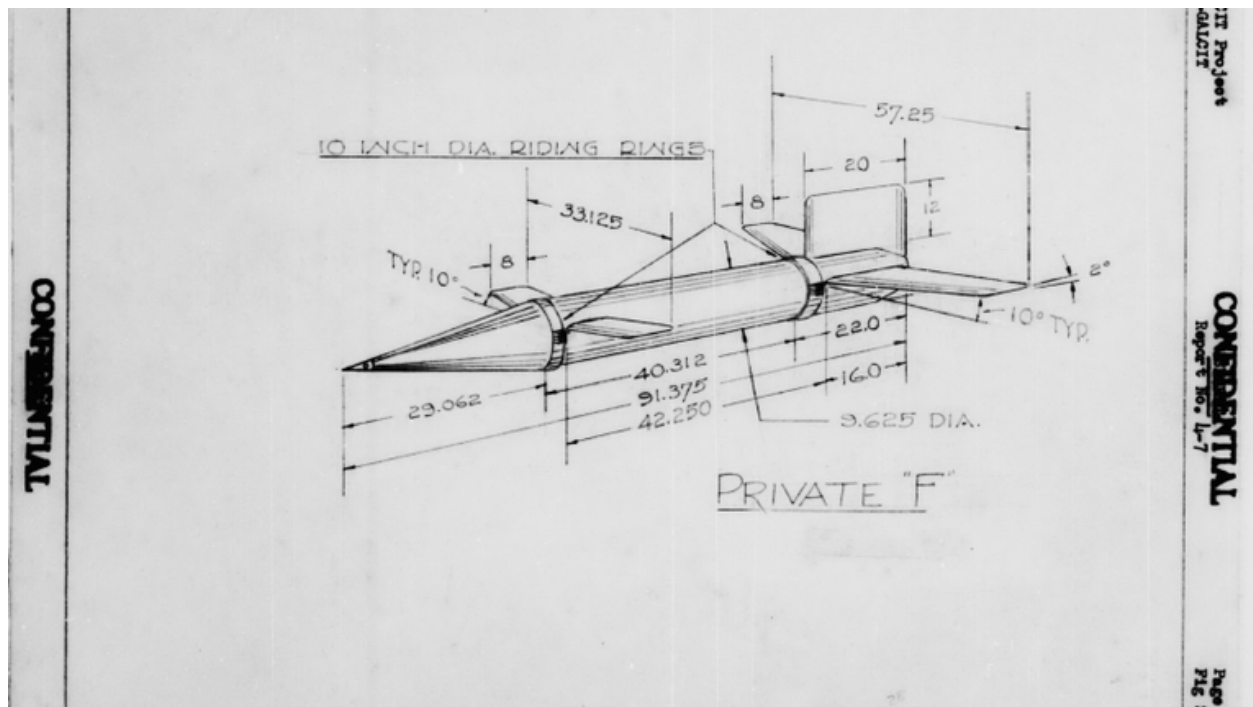 CONFIDENTIAL
10 INCH DIA. RIDING RINGS
57.25
20
8
12
33.125
TYP. 10°
8
2°
10° TYP.
22.0
40.312
91.375
16.0
29.062
42.250
9.625 DIA.
PRIVATE "F"
CIT Project
GALCIT
CONFIDENTIAL
Report No. 4-7
Page
Fig